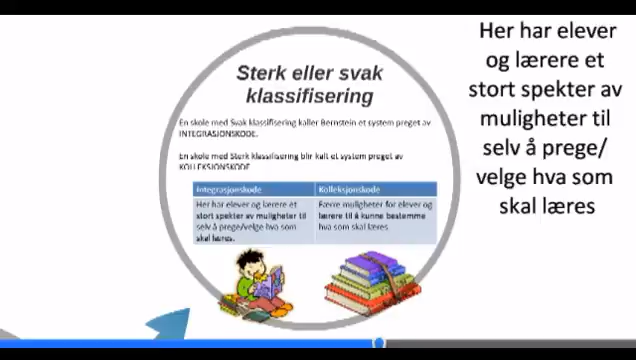 Sterk eller svak
klassifisering
En skole med Svak klassifisering kaller Bernstein et system preget av
INTEGRASJONSKODE.
En skole med Sterk klassifisering blir kalt et system preget av
KOLLEKSJONSKODE
Integrasjonskode
Kolleksjonskode
Her har elever og lærere et
stort spekter av muligheter til
selv å prege/velge hva som
skal læres.
Færre muligheter for elever og
lærere til å kunne bestemme
hva som skal læres
Her har elever
og lærere et
stort spekter av
muligheter til
selv å prege/
velge hva som
skal læres